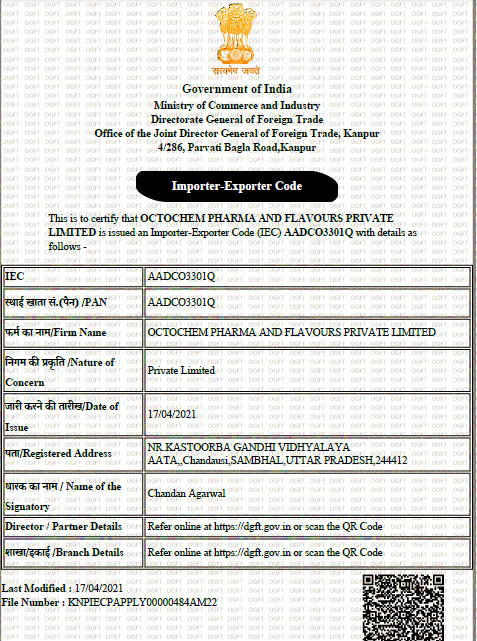 सत्यमेव जयते
Government of India
Ministry of Commerce and Industry
Directorate General of Foreign Trade
Office of the Joint Director General of Foreign Trade, Kanpur
4/286, Parvati Bagla Road,Kanpur
Importer-Exporter Code
This is to certify that OCTOCHEM PHARMA AND FLAVOURS PRIVATE
LIMITED is issued an Importer-Exporter Code (IEC) AADCO3301Q with details as
follows -
IEC AADCO3301Q
स्थाई खाता सं.(पैन) /PAN AADCO3301Q
फर्म का नाम/Firm Name OCTOCHEM PHARMA AND FLAVOURS PRIVATE LIMITED
निगम की प्रकृति /Nature of
Concern Private Limited
जारी करने की तारीख/Date of
Issue 17/04/2021
पता/Registered Address NR.KASTOORBA GANDHI VIDHYALAYA
AATA,,Chandausi,SAMBHAL,UTTAR PRADESH,244412
धारक का नाम / Name of the
Signatory Chandan Agarwal
Director / Partner Details Refer online at https://dgft.gov.in or scan the QR Code
शाखा/इकाई /Branch Details Refer online at https://dgft.gov.in or scan the QR Code
Last Modified : 17/04/2021
File Number : KNPIECPAPPLY00000484AM22